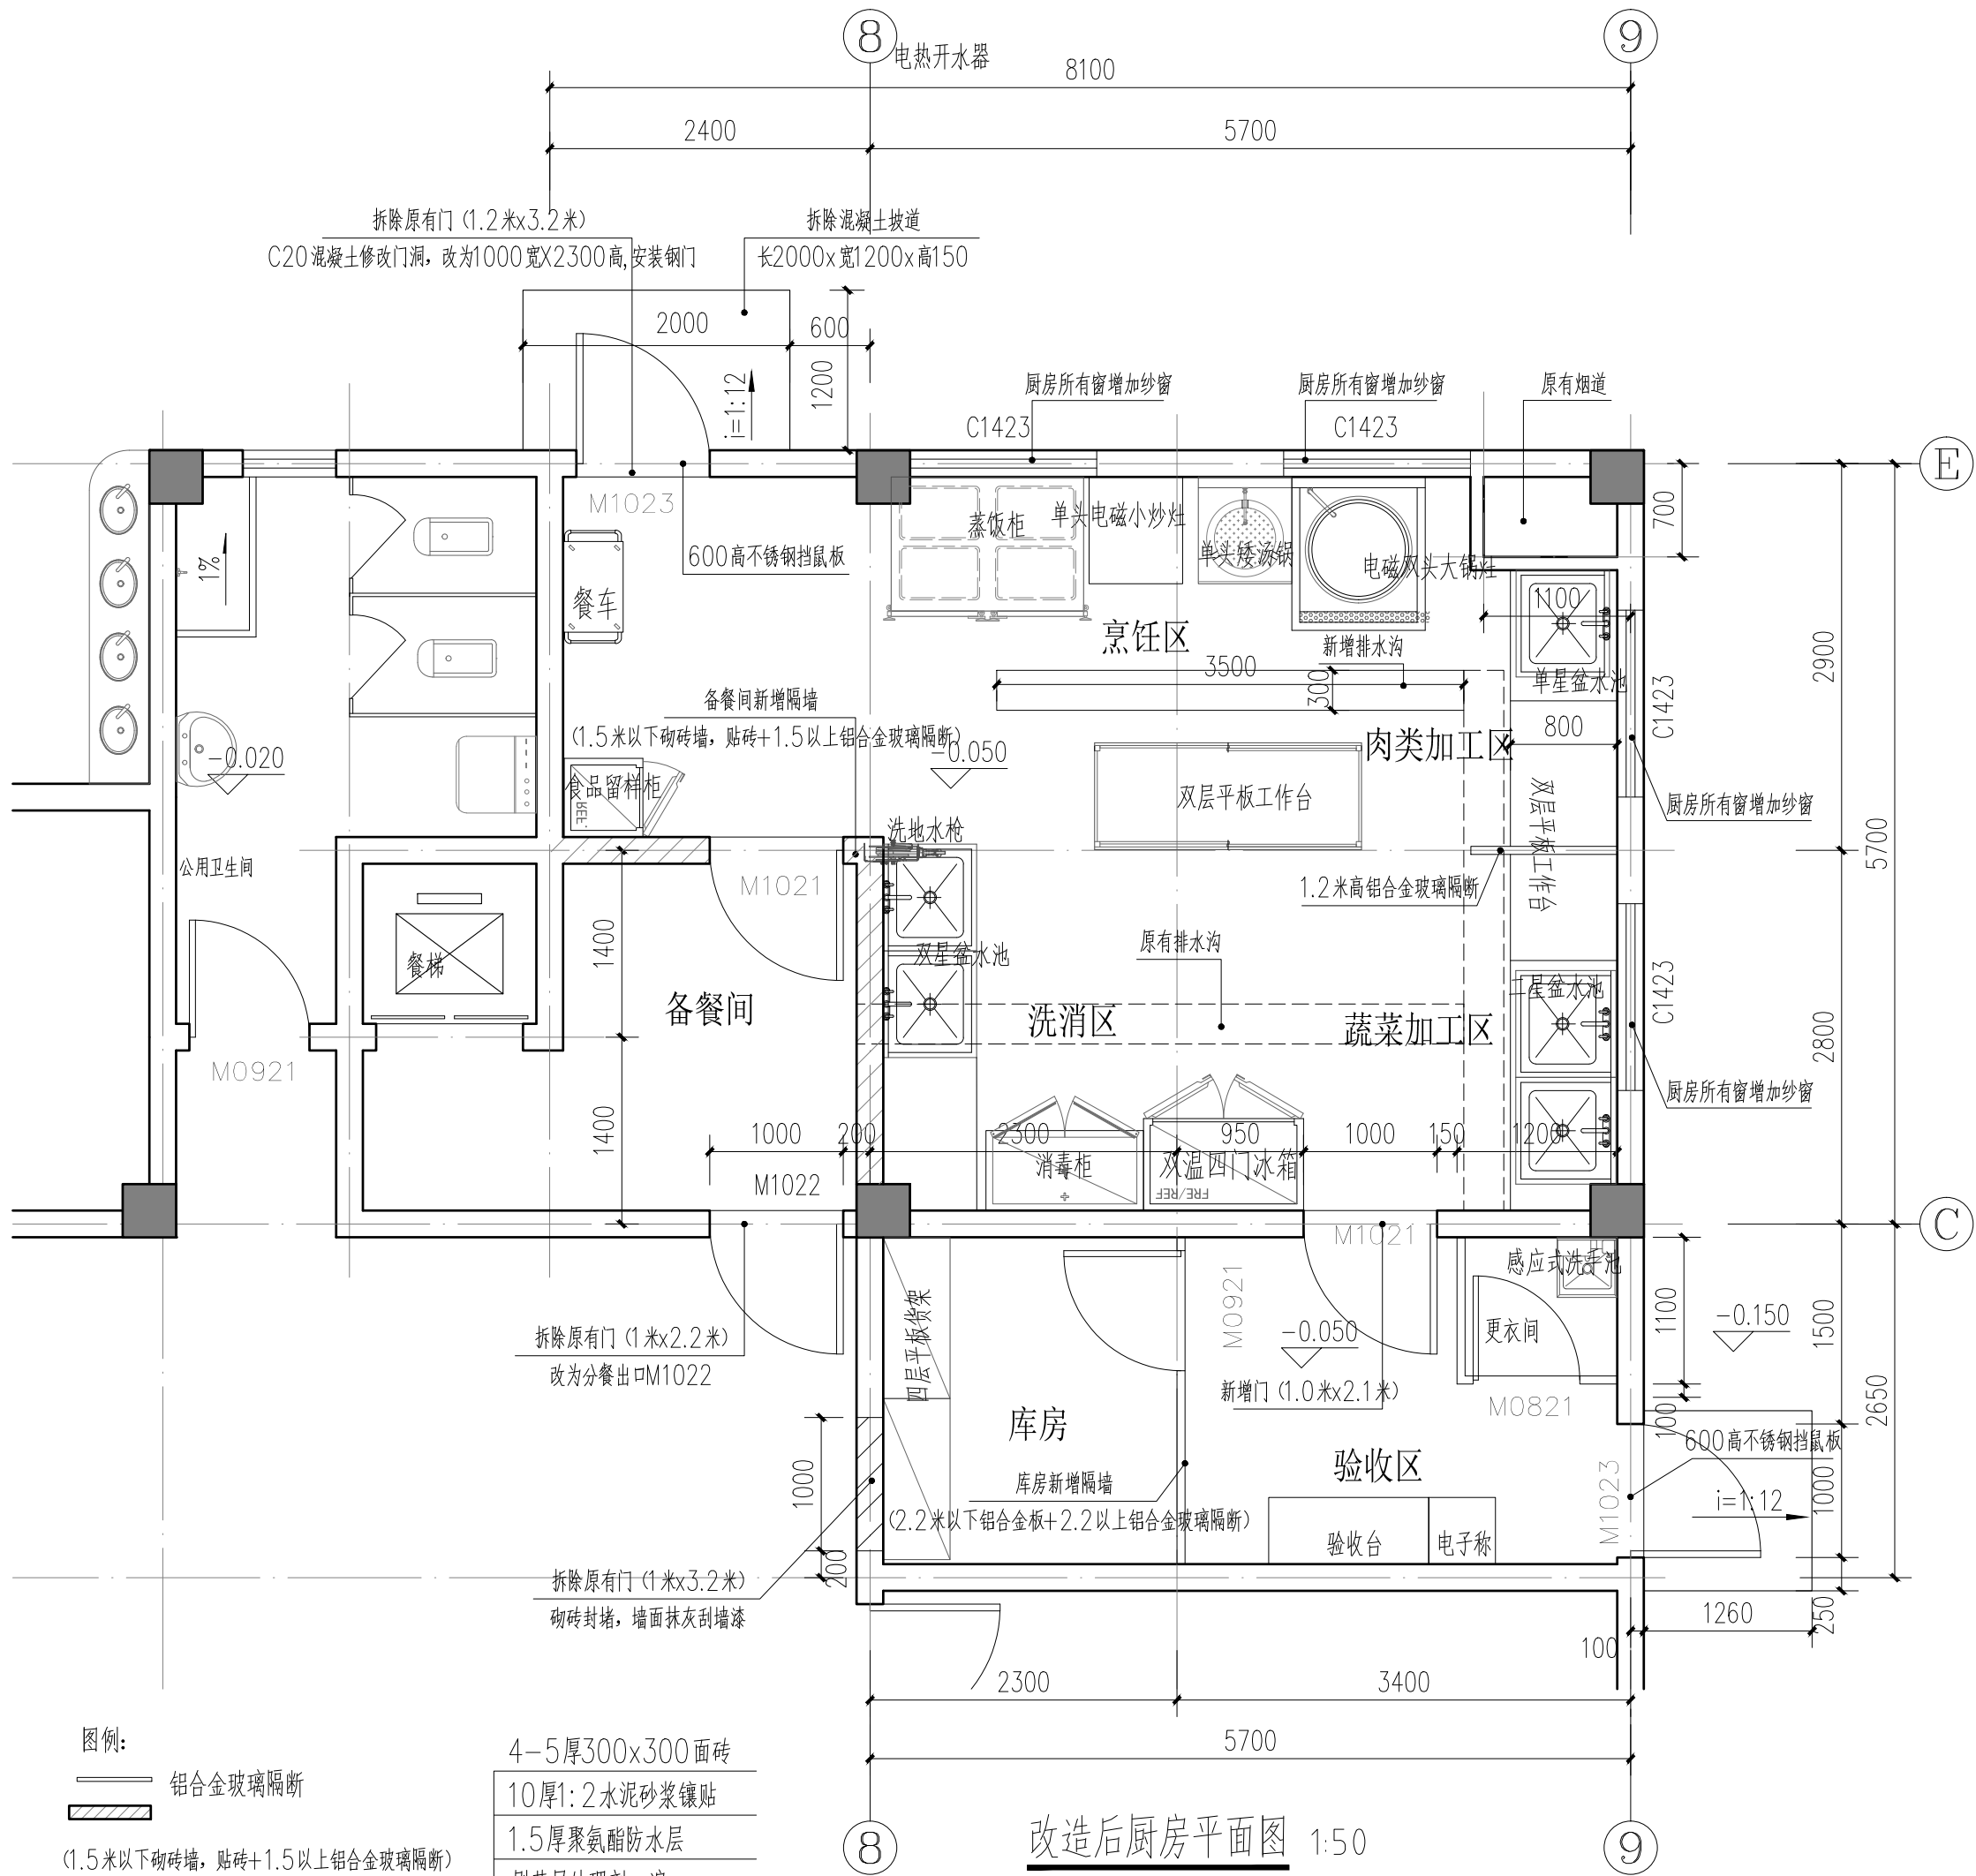 8
9
电热开水器
8100
2400
5700
拆除原有门（1.2米x3.2米）
C20混凝土修改门洞，改为1000宽X2300高,安装钢门
拆除混凝土坡道
长2000x宽1200x高150
2000
600
1200
i=1:12
厨房所有窗增加纱窗
C1423
厨房所有窗增加纱窗
C1423
原有烟道
E
M1023
600高不锈钢挡鼠板
1%
餐车
蒸饭柜
单头电磁小炒灶
单头矮汤锅
电磁双头大锅灶
700
1100
烹饪区
新增排水沟
3500
300
单星盆水池
2900
C1423
备餐间新增隔墙
（1.5米以下砌砖墙，贴砖+1.5以上铝合金玻璃隔断）
-0.050
-0.020
肉类加工区
800
食品留样柜
REF.
双层平板工作台
双层平板工作台
厨房所有窗增加纱窗
5700
洗地水枪
公用卫生间
M1021
1.2米高铝合金玻璃隔断
餐梯
1400
双星盆水池
原有排水沟
二星盆水池
C1423
备餐间
洗消区
蔬菜加工区
2800
M0921
厨房所有窗增加纱窗
1400
1000
200
2300
950
1000
150
1200
M1022
消毒柜
双温四门冰箱
FRE/REF
C
M1021
感应式洗手池
M0921
四层平板货架
1100
-0.150
1500
拆除原有门（1米x2.2米）
改为分餐出口M1022
-0.050
更衣间
新增门（1.0米x2.1米）
M0821
2650
100
库房
600高不锈钢挡鼠板
验收区
1000
库房新增隔墙
（2.2米以下铝合金板+2.2以上铝合金玻璃隔断）
M1023
i=1:12
1000
验收台
电子称
200
拆除原有门（1米x3.2米）
砌砖封堵，墙面抹灰刮墙漆
1260
250
100
2300
3400
5700
图例：
铝合金玻璃隔断
（1.5米以下砌砖墙，贴砖+1.5以上铝合金玻璃隔断）
4-5厚300x300面砖
10厚1:2水泥砂浆镶贴
1.5厚聚氨酯防水层
8
9
改造后厨房平面图 1:50